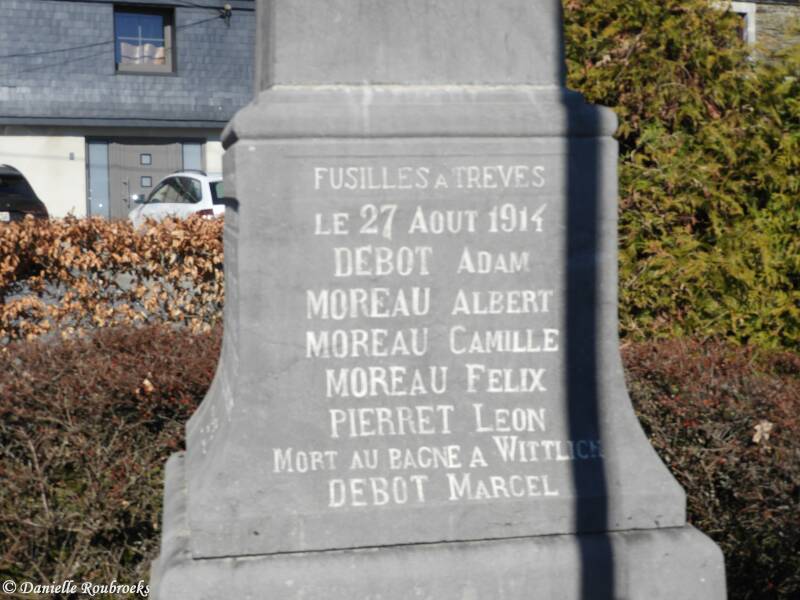 FUSILLES A TREVES
LE 27 AOUT 1914
DEBOT ADAM
MOREAU ALBERT
MOREAU CAMILLE
MOREAU FELIX
PIERRET LEON
MORT AU BAGNE A WITTLICH
DEBOT MARCEL
© Danielle Roubroeks